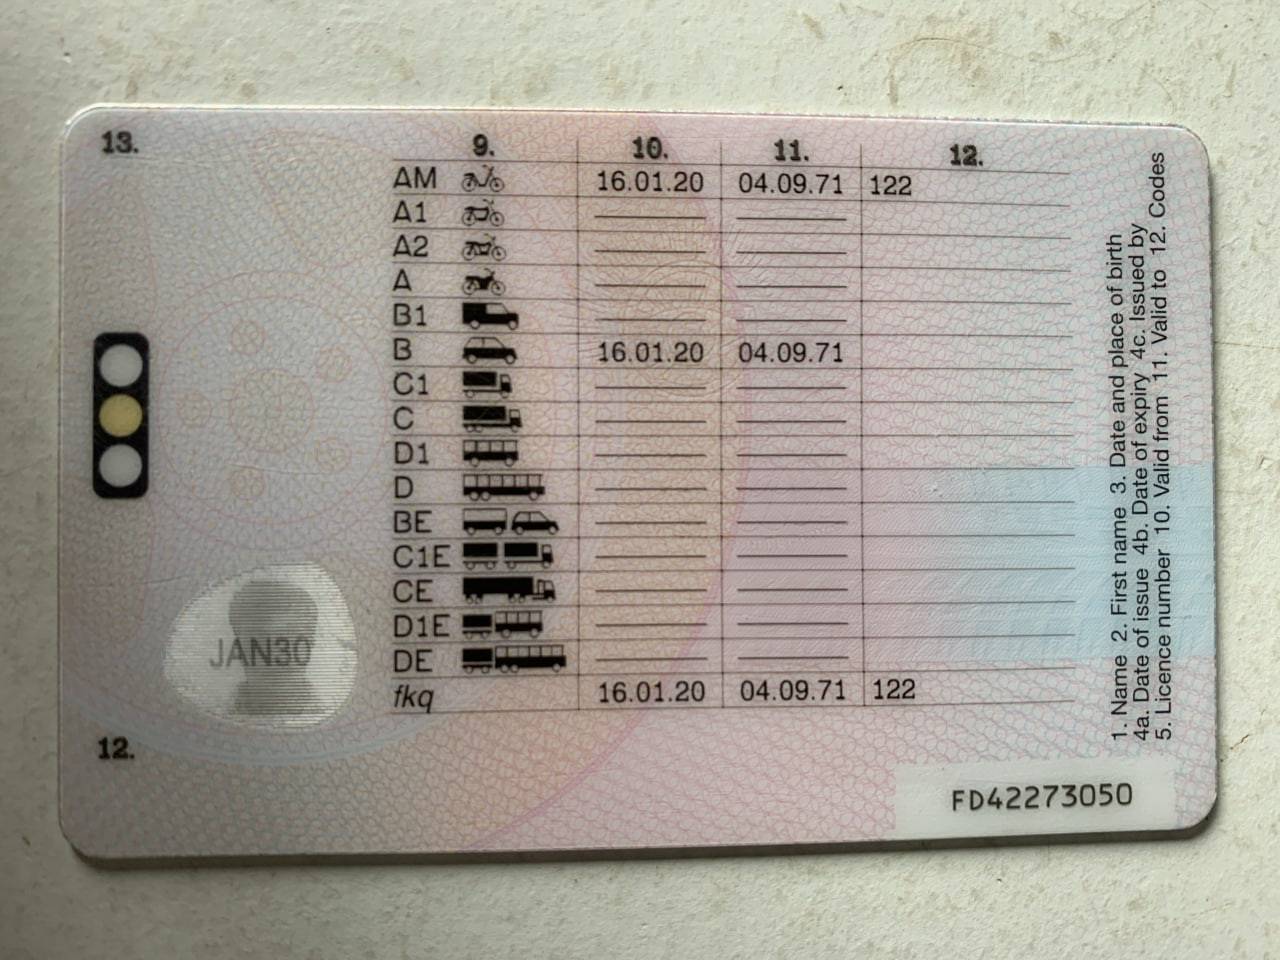 13.
9. 10. 11. 12.
AM 16.01.20 04.09.71 122
A1
A2
A
B1
B 16.01.20 04.09.71
C1
C
D1
D
BE
C1E
CE
D1E
DE
fkq 16.01.20 04.09.71 122
JAN30
12.
1. Name 2. First name 3. Date and place of birth
4a. Date of issue 4b. Date of expiry 4c. Issued by
5. Licence number 10. Valid from 11. Valid to 12. Codes
FD42273050